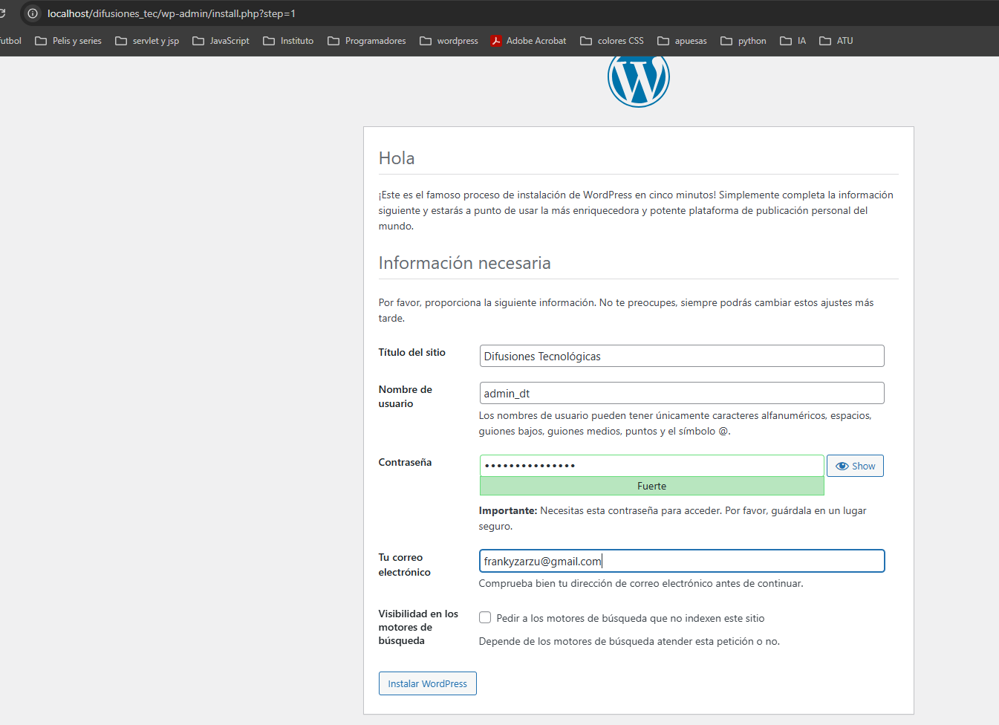 localhost/difusiones_tec/wp-admin/install.php?step=1
utbol Pelis y series servlet y jsp JavaScript Instituto Programadores wordpress Adobe Acrobat colores CSS apuesas python IA ATU
Hola
¡Este es el famoso proceso de instalación de WordPress en cinco minutos! Simplemente completa la información
siguiente y estarás a punto de usar la más enriquecedora y potente plataforma de publicación personal del
mundo.
Información necesaria
Por favor, proporciona la siguiente información. No te preocupes, siempre podrás cambiar estos ajustes más
tarde.
Título del sitio
Difusiones Tecnológicas
Nombre de
usuario
admin_dt
Los nombres de usuario pueden tener únicamente caracteres alfanuméricos, espacios,
guiones bajos, guiones medios, puntos y el símbolo @.
Contraseña
•••••••••••••••
Show
Fuerte
Importante: Necesitas esta contraseña para acceder. Por favor, guárdala en un lugar
seguro.
Tu correo
electrónico
frankyzarzu@gmail.com
Comprueba bien tu dirección de correo electrónico antes de continuar.
Visibilidad en los
motores de
búsqueda
Pedir a los motores de búsqueda que no indexen este sitio
Depende de los motores de búsqueda atender esta petición o no.
Instalar WordPress